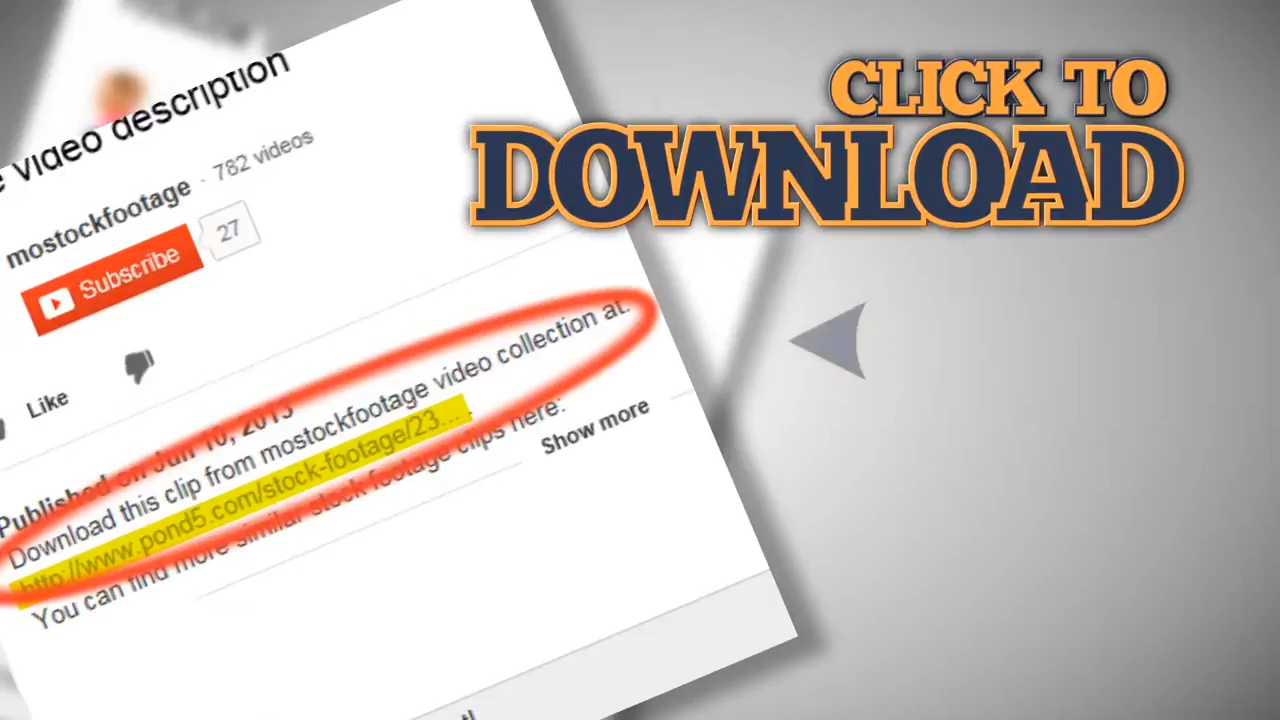 CLICK TO
DOWNLOAD
video description
mostockfootage · 782 videos
Subscribe 27
Like
Published on Jun 10, 2013
Download this clip from mostockfootage video collection at:
http://www.pond5.com/stock-footage/23...
You can find more similar stock footage clips here:
Show more